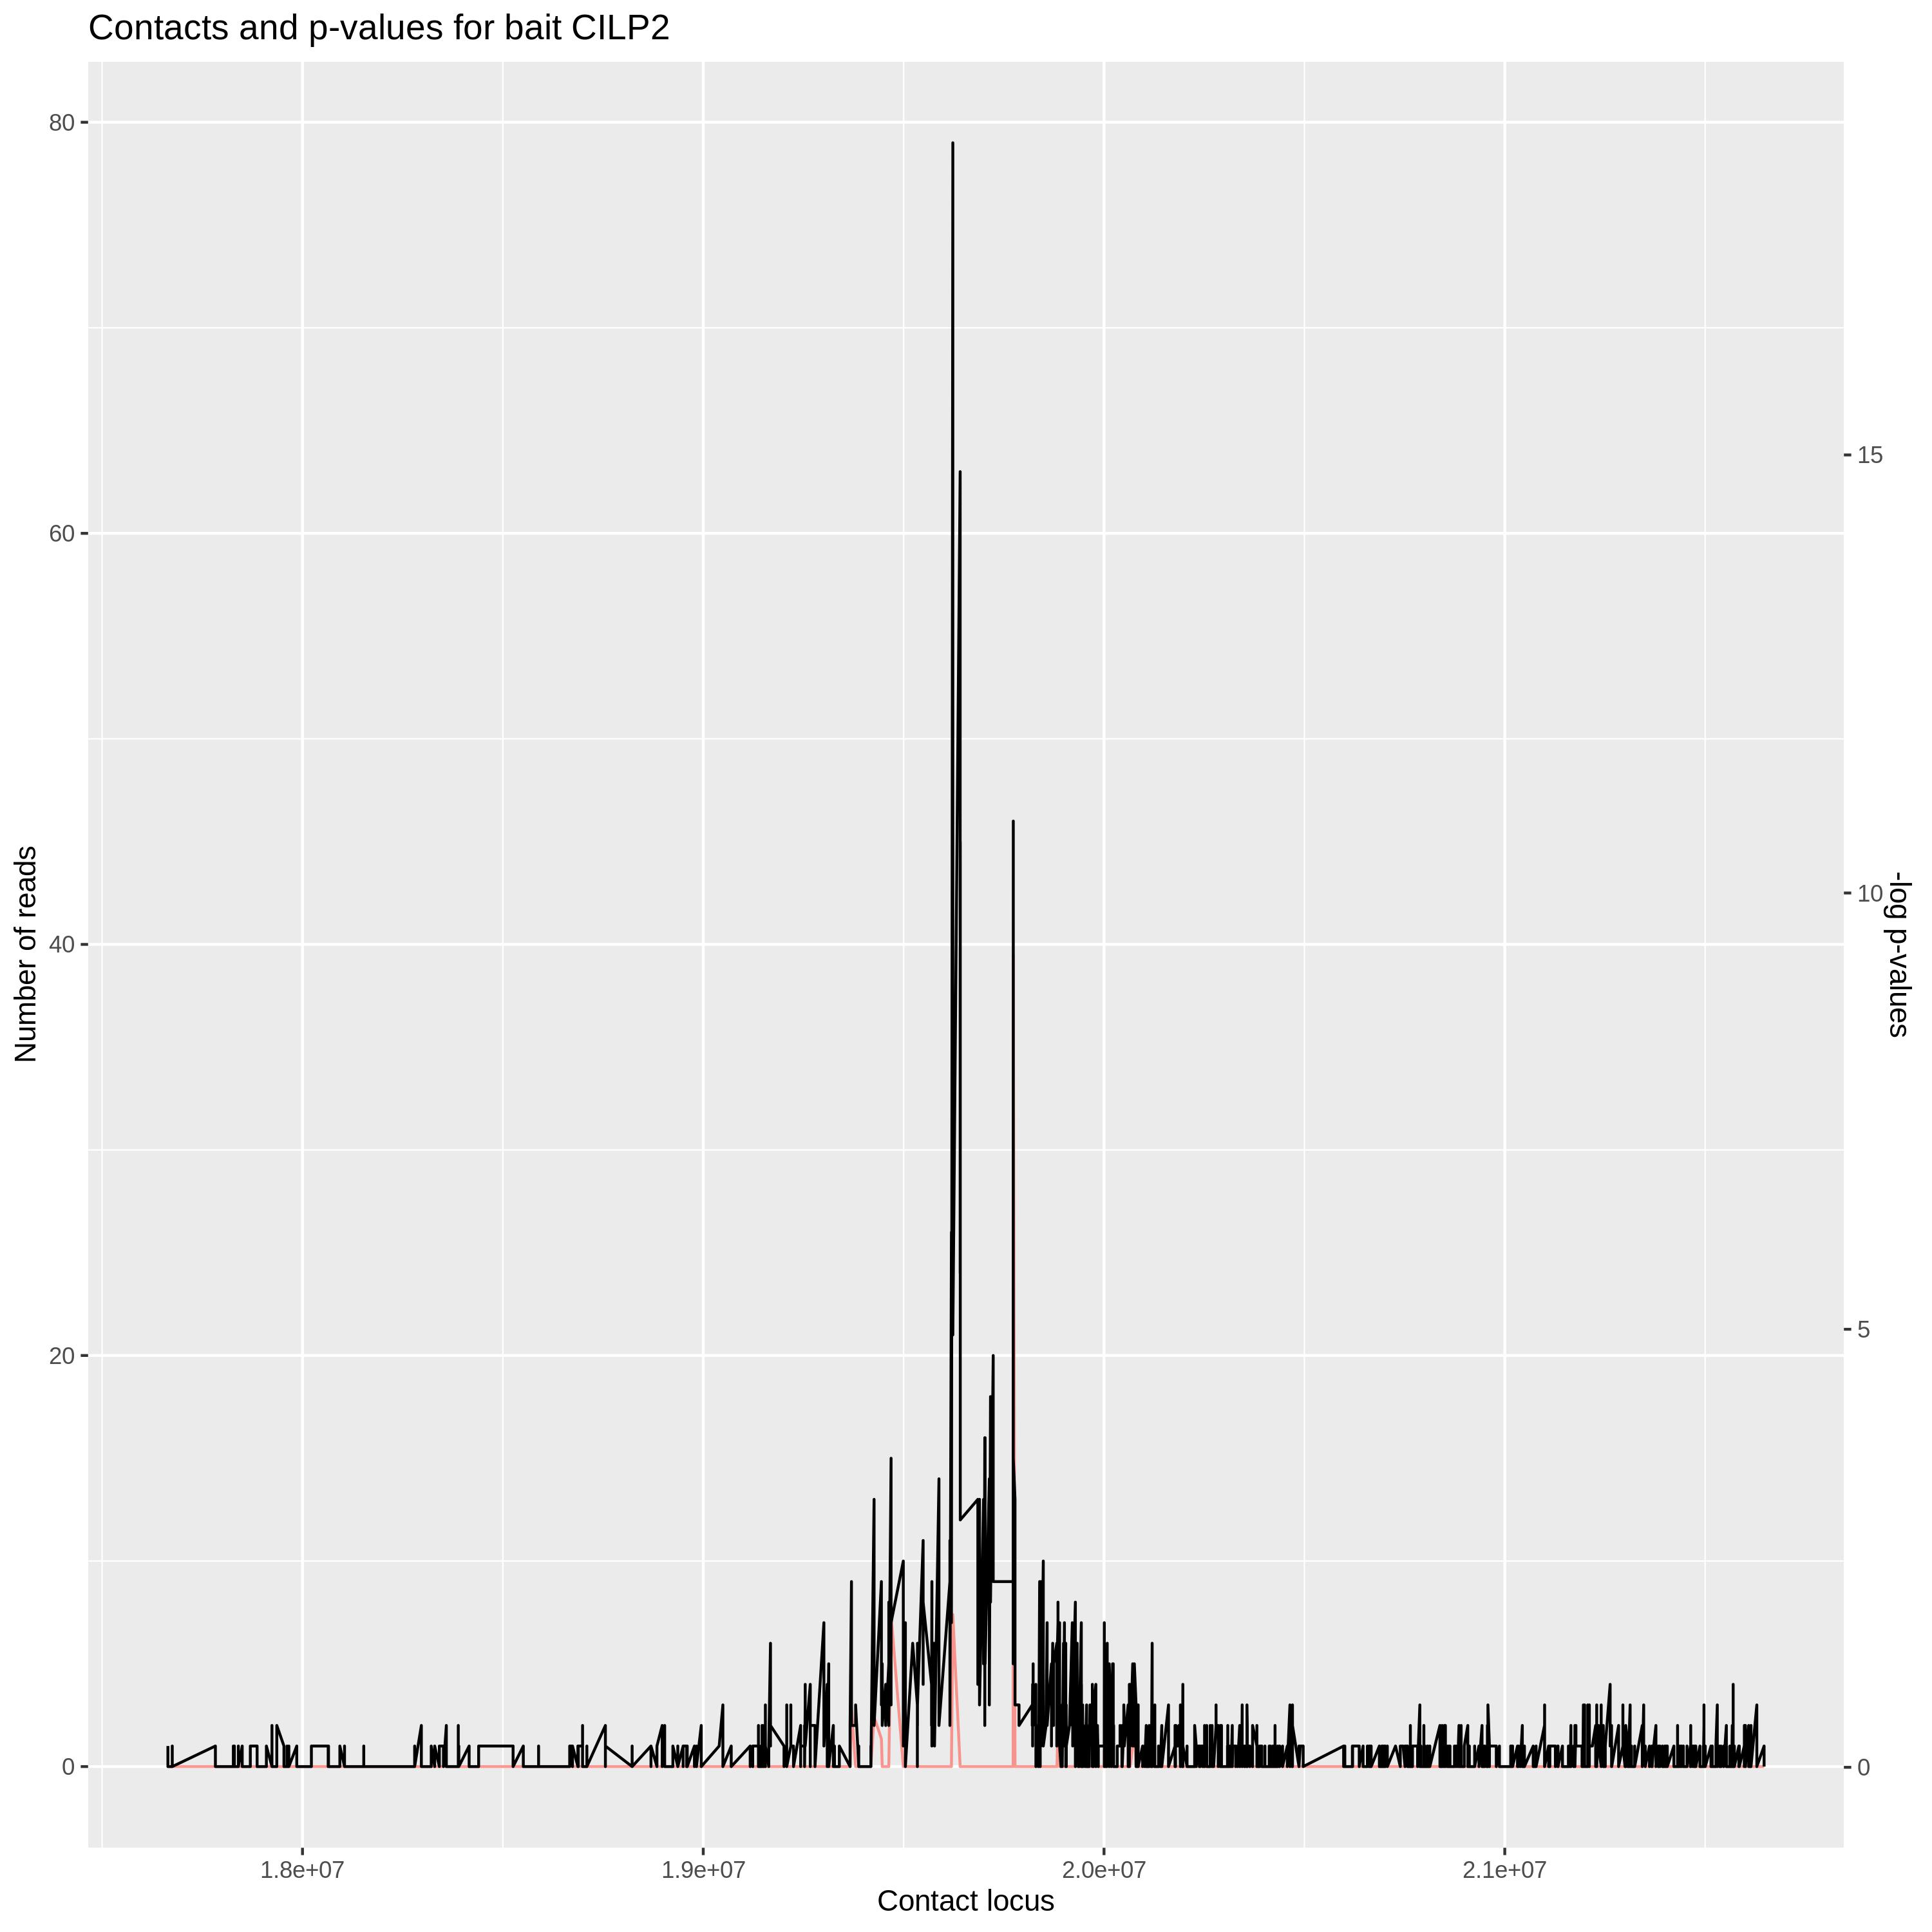 Contacts and p-values for bait CILP2
80
60
40
20
0
Number of reads
15
10
5
0
-log p-values
1.8e+07
1.9e+07
2.0e+07
2.1e+07
Contact locus